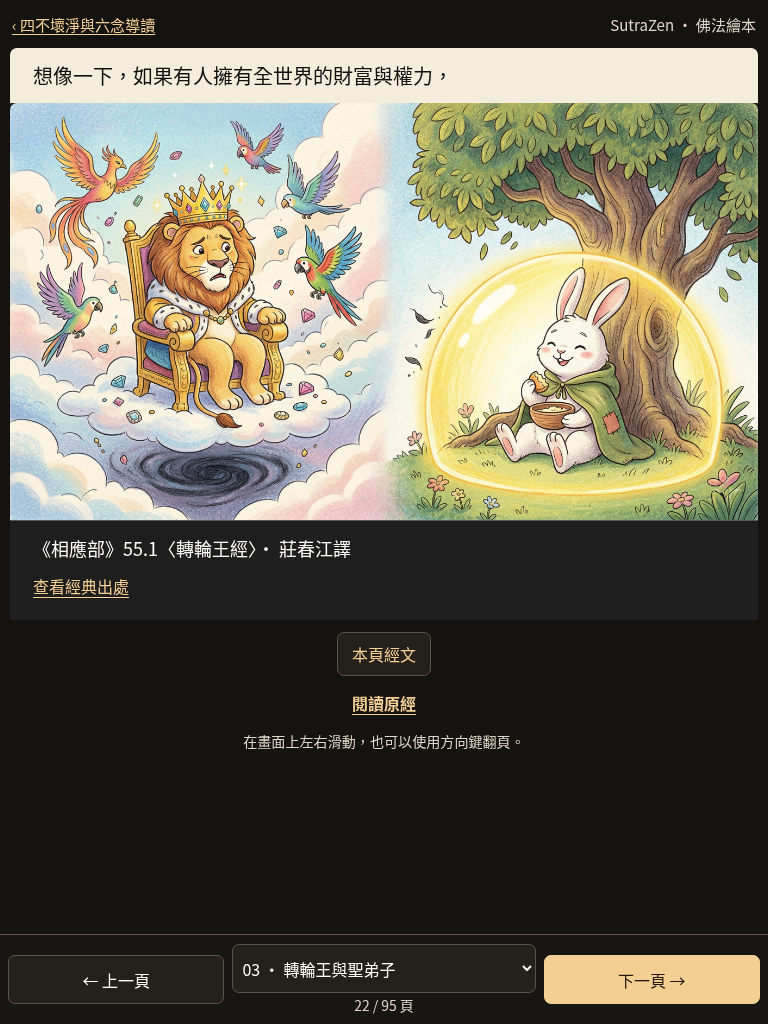 ‹ 四不壞淨與六念導讀
SutraZen · 佛法繪本
想像一下，如果有人擁有全世界的財富與權力，
《相應部》55.1〈轉輪王經〉· 莊春江譯
查看經典出處
本頁經文
閱讀原經
在畫面上左右滑動，也可以使用方向鍵翻頁。
← 上一頁
03 · 轉輪王與聖弟子
22 / 95 頁
下一頁 →